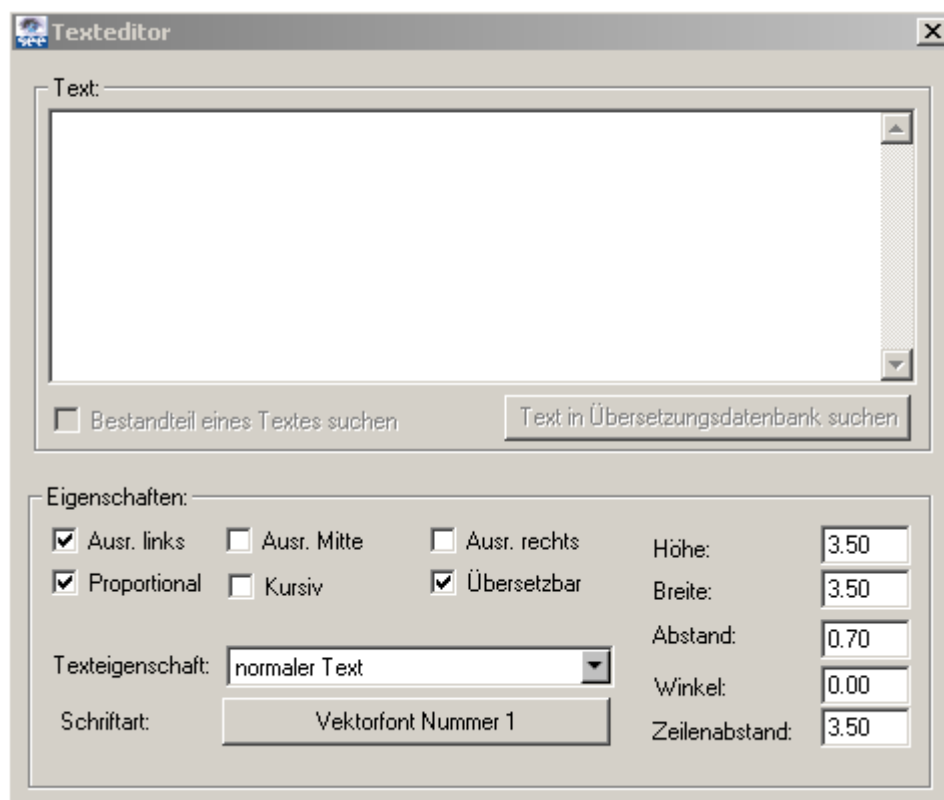 see Texteditor
Text:
Bestandteil eines Textes suchen Text in Übersetzungsdatenbank suchen
Eigenschaften:
Ausr. links Ausr. Mitte Ausr. rechts Höhe: 3.50
Proportional Kursiv Übersetzbar Breite: 3.50
Abstand: 0.70
Texteigenschaft: normaler Text Winkel: 0.00
Schriftart: Vektorfont Nummer 1 Zeilenabstand: 3.50